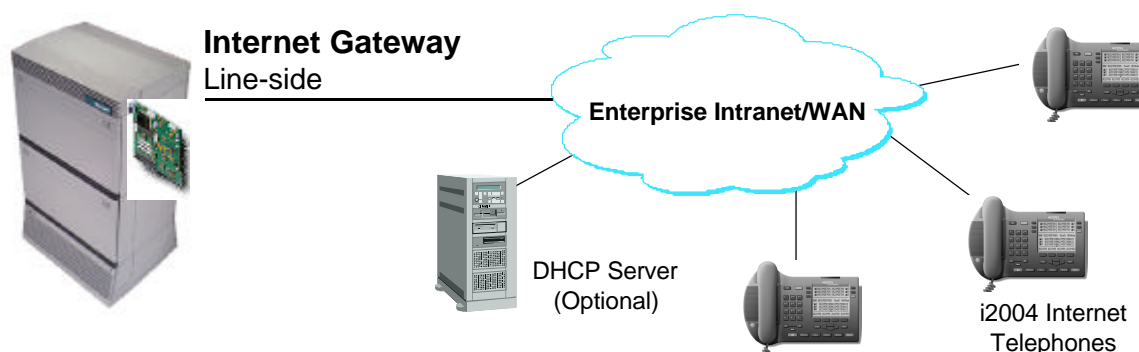 Internet Gateway
Line-side
Enterprise Intranet/WAN
DHCP Server
(Optional)
i2004 Internet
Telephones